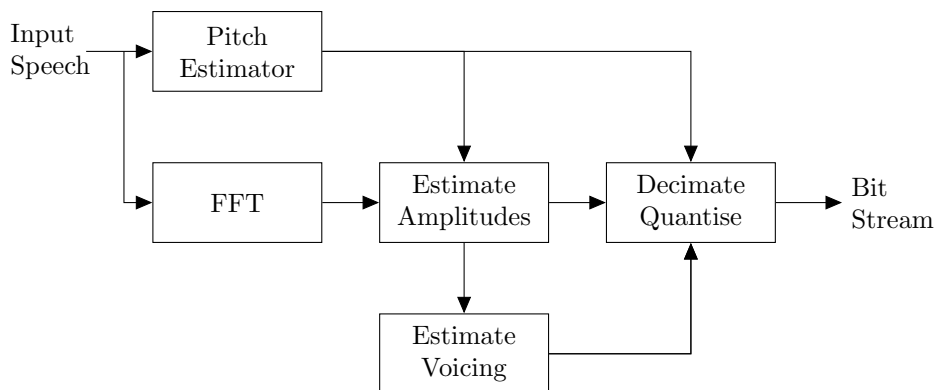 Input
Speech
Pitch
Estimator
FFT
Estimate
Amplitudes
Decimate
Quantise
Bit
Stream
Estimate
Voicing